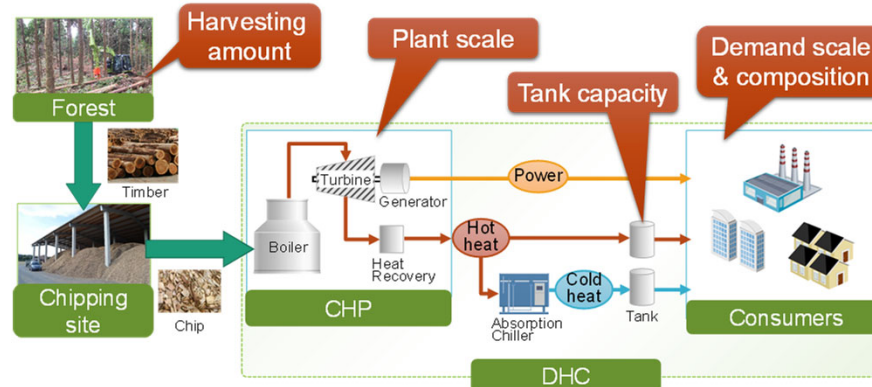 Harvesting
amount
Plant scale
Demand scale
& composition
Tank capacity
Forest
Timber
Turbine
Generator
Power
Boiler
Heat
Recovery
Hot
heat
Cold
heat
Absorption
Chiller
Tank
Chipping
site
Chip
CHP
Consumers
DHC